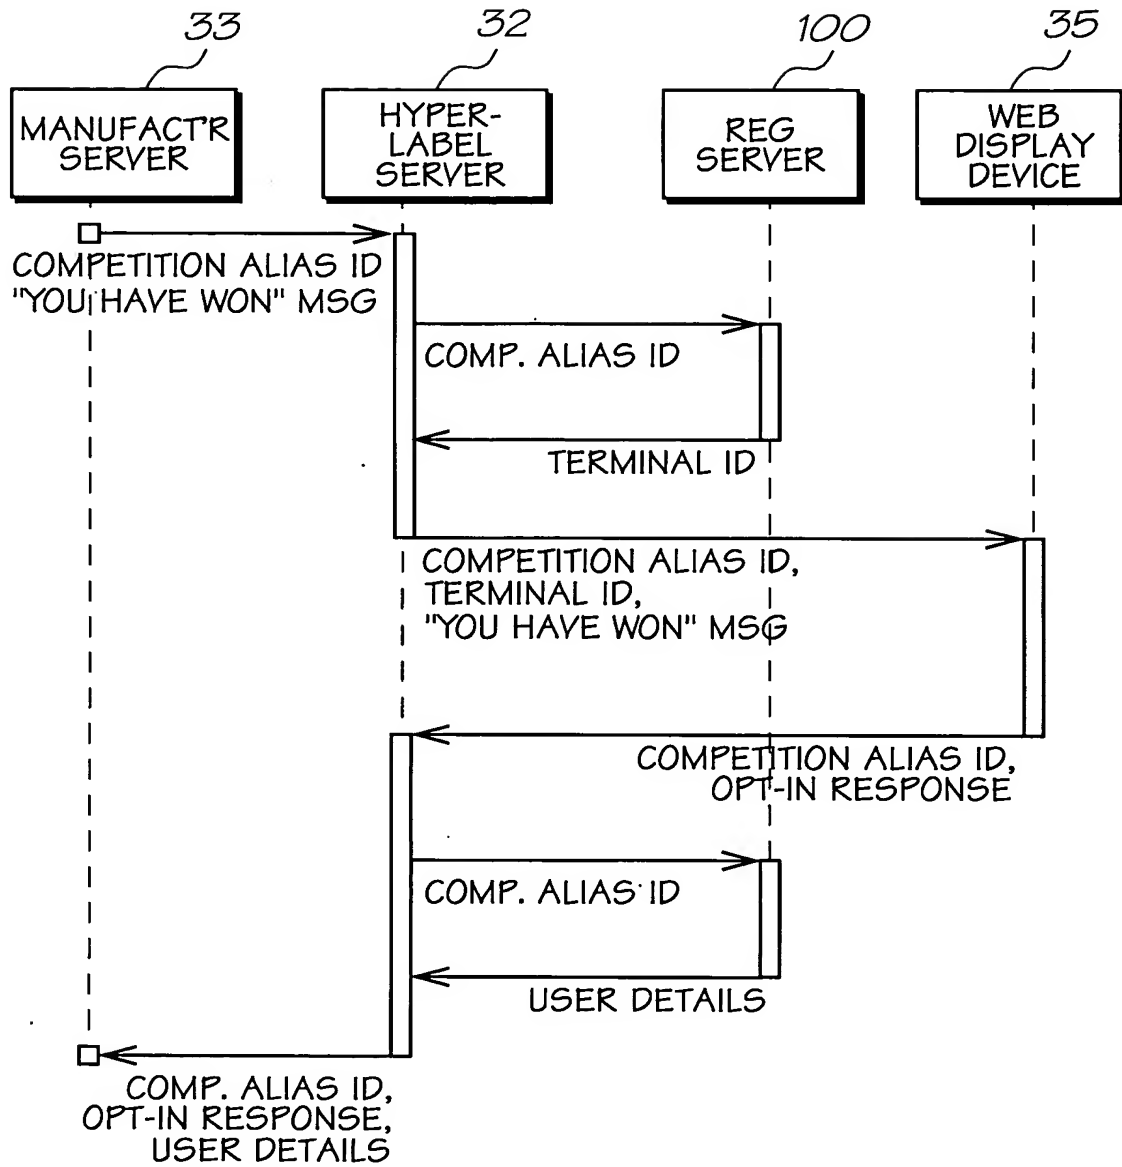 33
32
100
35
MANUFACT'R
SERVER
HYPER-
LABEL
SERVER
REG
SERVER
WEB
DISPLAY
DEVICE
COMPETITION ALIAS ID
"YOU HAVE WON" MSG
COMP. ALIAS ID
TERMINAL ID
COMPETITION ALIAS ID,
TERMINAL ID,
"YOU HAVE WON" MSG
COMPETITION ALIAS ID,
OPT-IN RESPONSE
COMP. ALIAS ID
USER DETAILS
COMP. ALIAS ID,
OPT-IN RESPONSE,
USER DETAILS